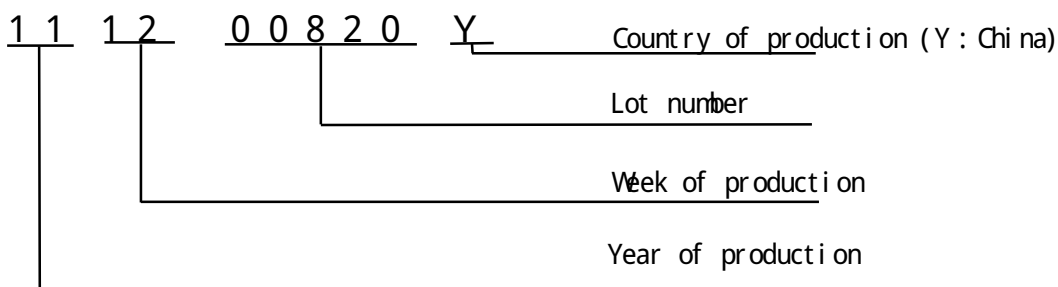 11 12 00820 Y
Country of production (Y : China)
Lot number
Week of production
Year of production